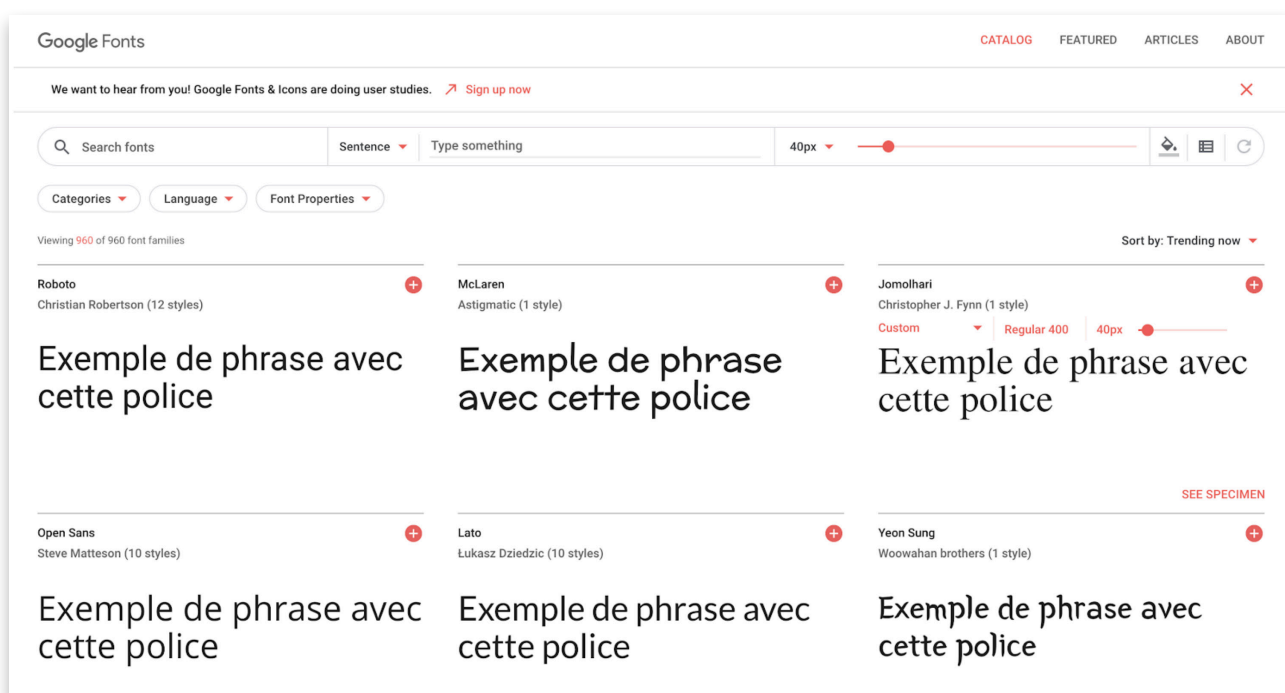 Google Fonts
CATALOG FEATURED ARTICLES ABOUT
We want to hear from you! Google Fonts & Icons are doing user studies. Sign up now
Search fonts Sentence Type something 40px
Categories Language Font Properties
Viewing 960 of 960 font families
Sort by: Trending now
Roboto
Christian Robertson (12 styles)
Exemple de phrase avec
cette police
McLaren
Astigmatic (1 style)
Exemple de phrase
avec cette police
Jomolhari
Christopher J. Fynn (1 style)
Custom Regular 400 40px
Exemple de phrase avec
cette police
SEE SPECIMEN
Open Sans
Steve Matteson (10 styles)
Exemple de phrase avec
cette police
Lato
Łukasz Dziedzic (10 styles)
Exemple de phrase avec
cette police
Yeon Sung
Woowahan brothers (1 style)
Exemple de phrase avec
cette police